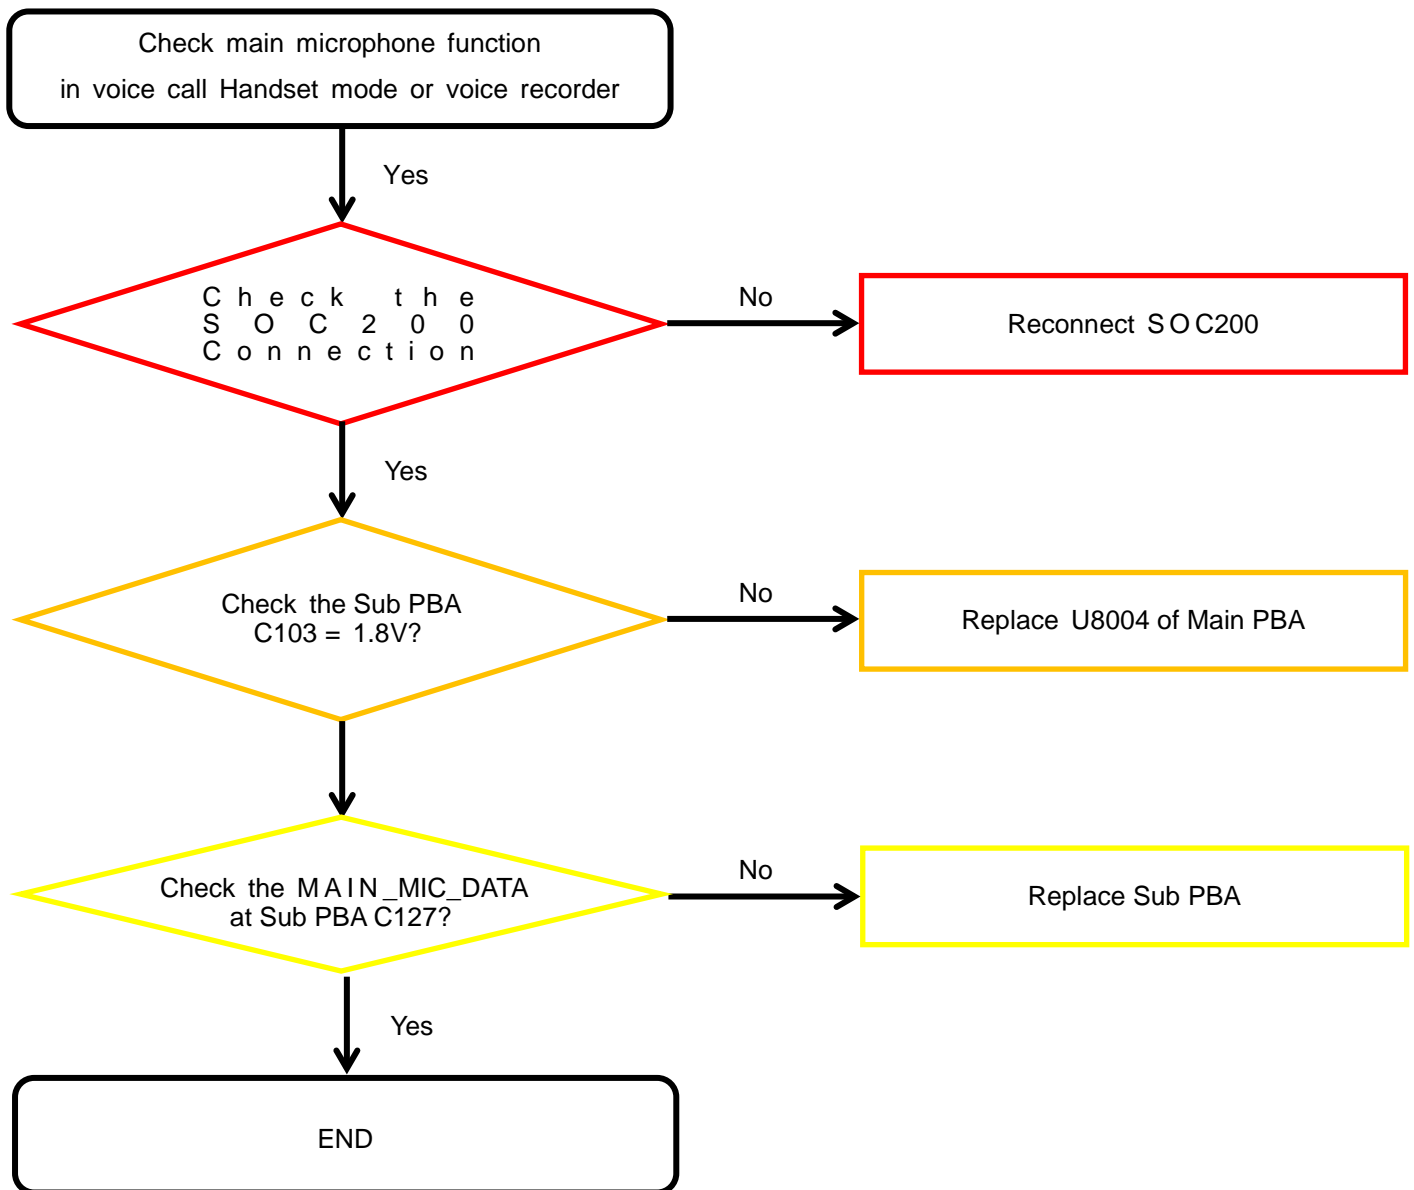 Check main microphone function
in voice call Handset mode or voice recorder
Yes
Check the
SOC200
Connection
No
Reconnect SOC200
Yes
Check the Sub PBA
C103 = 1.8V?
No
Replace U8004 of Main PBA
Check the MAIN_MIC_DATA
at Sub PBA C127?
No
Replace Sub PBA
Yes
END